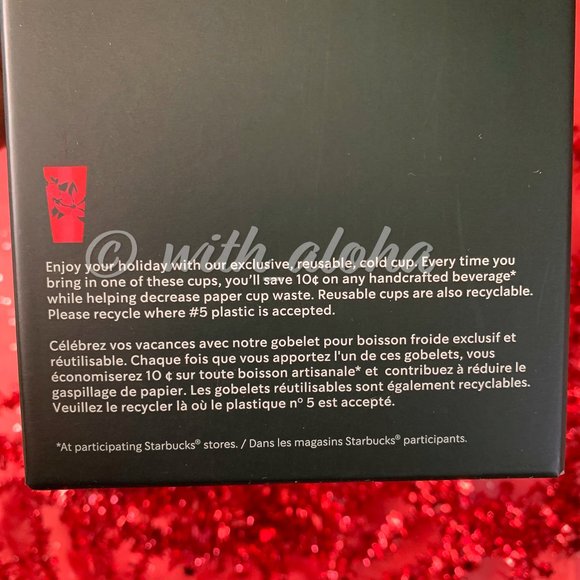 © with aloha
Enjoy your holiday with our exclusive, reusable, cold cup. Every time you
bring in one of these cups, you'll save 10¢ on any handcrafted beverage*
while helping decrease paper cup waste. Reusable cups are also recyclable.
Please recycle where #5 plastic is accepted.
Célébrez vos vacances avec notre gobelet pour boisson froide exclusif et
réutilisable. Chaque fois que vous apportez l'un de ces gobelets, vous
économiserez 10 ¢ sur toute boisson artisanale* et contribuez à réduire le
gaspillage de papier. Les gobelets réutilisables sont également recyclables.
Veuillez le recycler là où le plastique n° 5 est accepté.
*At participating Starbucks® stores. / Dans les magasins Starbucks® participants.